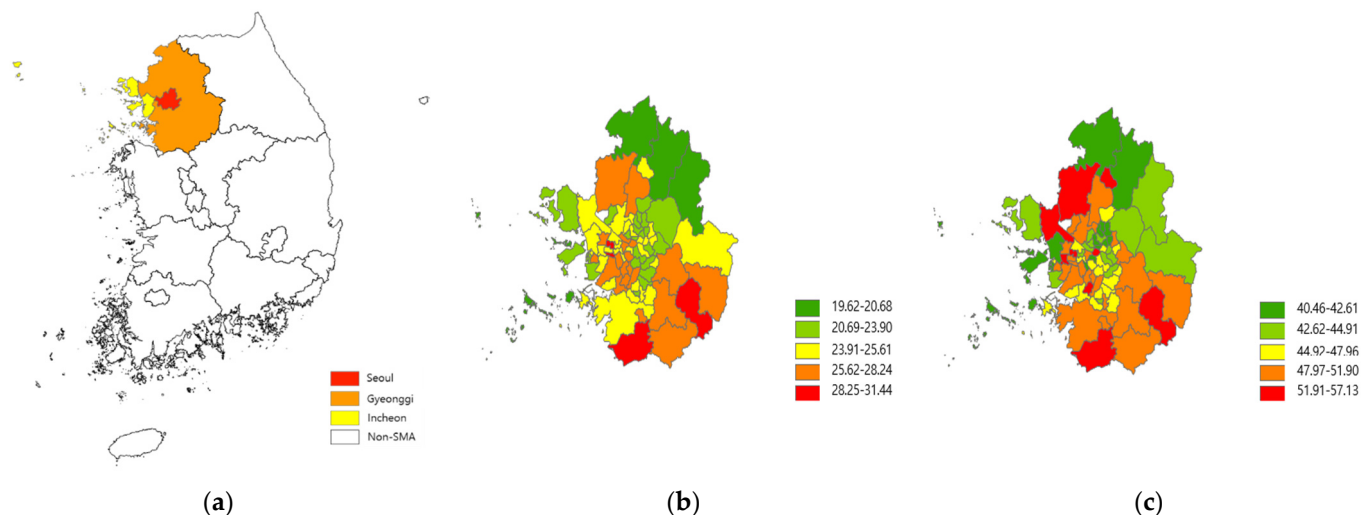 Seoul
Gyeonggi
Incheon
Non-SMA
19.62-20.68
20.69-23.90
23.91-25.61
25.62-28.24
28.25-31.44
40.46-42.61
42.62-44.91
44.92-47.96
47.97-51.90
51.91-57.13
(a)
(b)
(c)